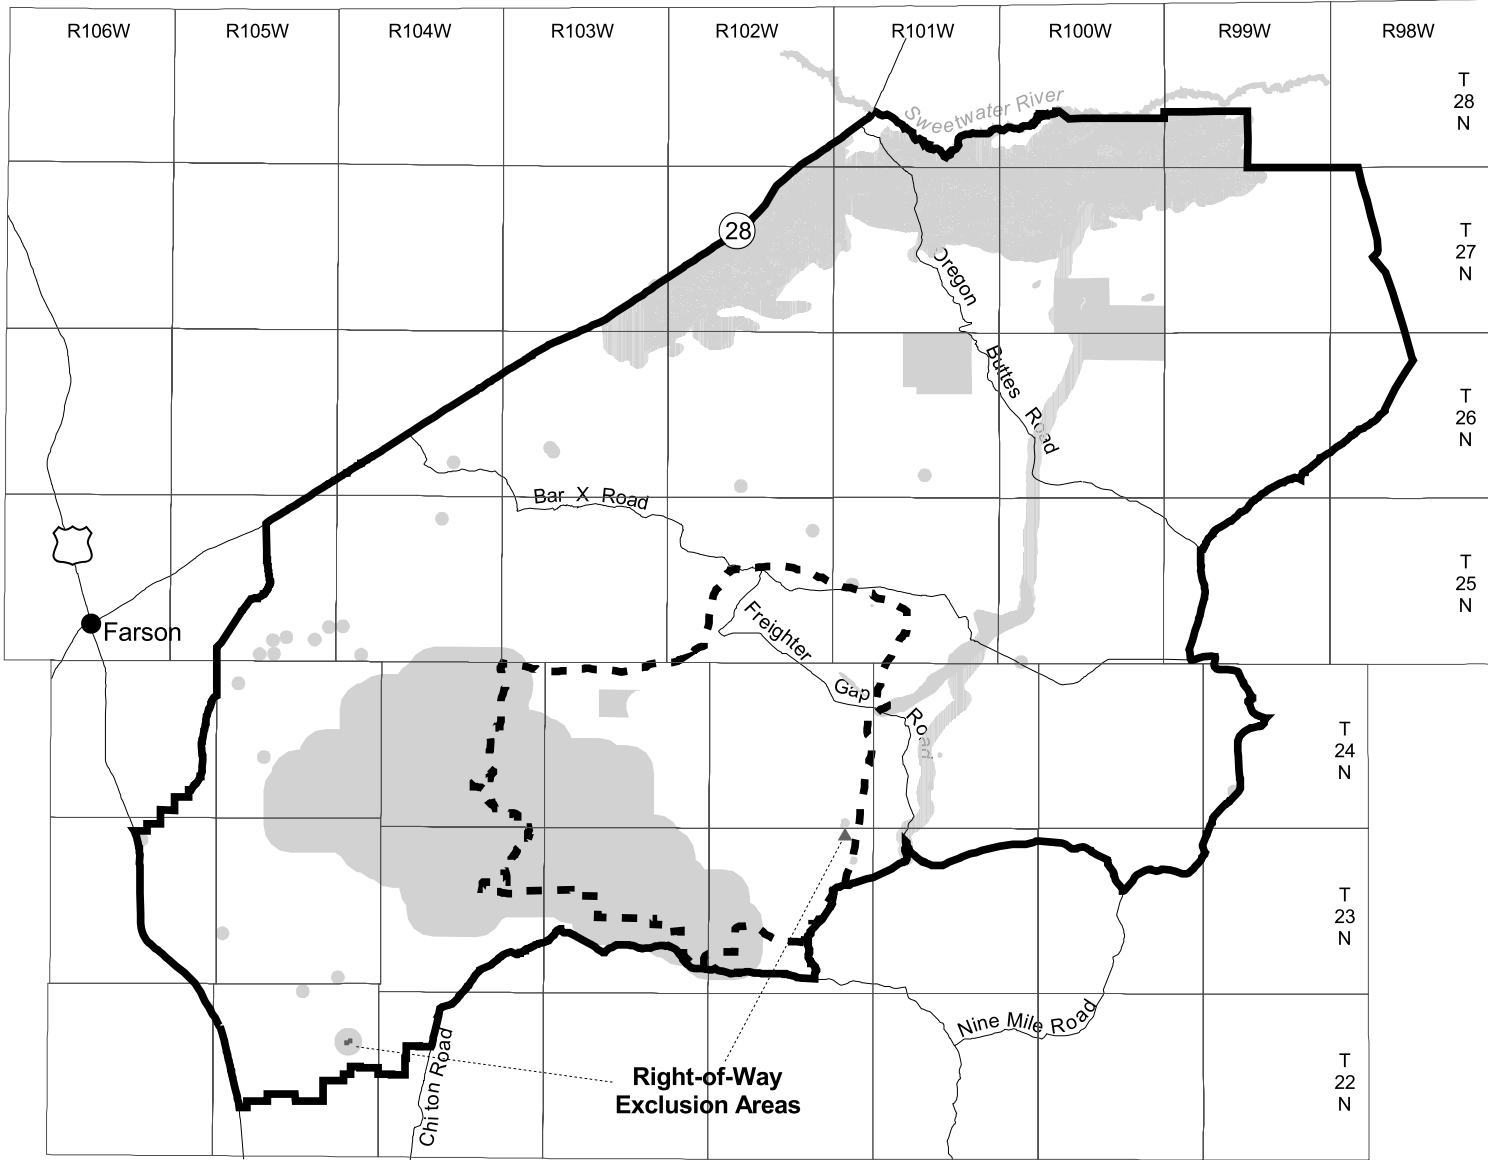 R106W R105W R104W R103W R102W R101W R100W R99W R98W
T
28
N
Sweetwater River
28
T
27
N
Oregon Buttes Road
T
26
N
Bar X Road
T
25
N
Farson
Freighter Gap Road
T
24
N
T
23
N
Nine Mile Road
Right-of-Way
Exclusion Areas
Chilton Road
T
22
N